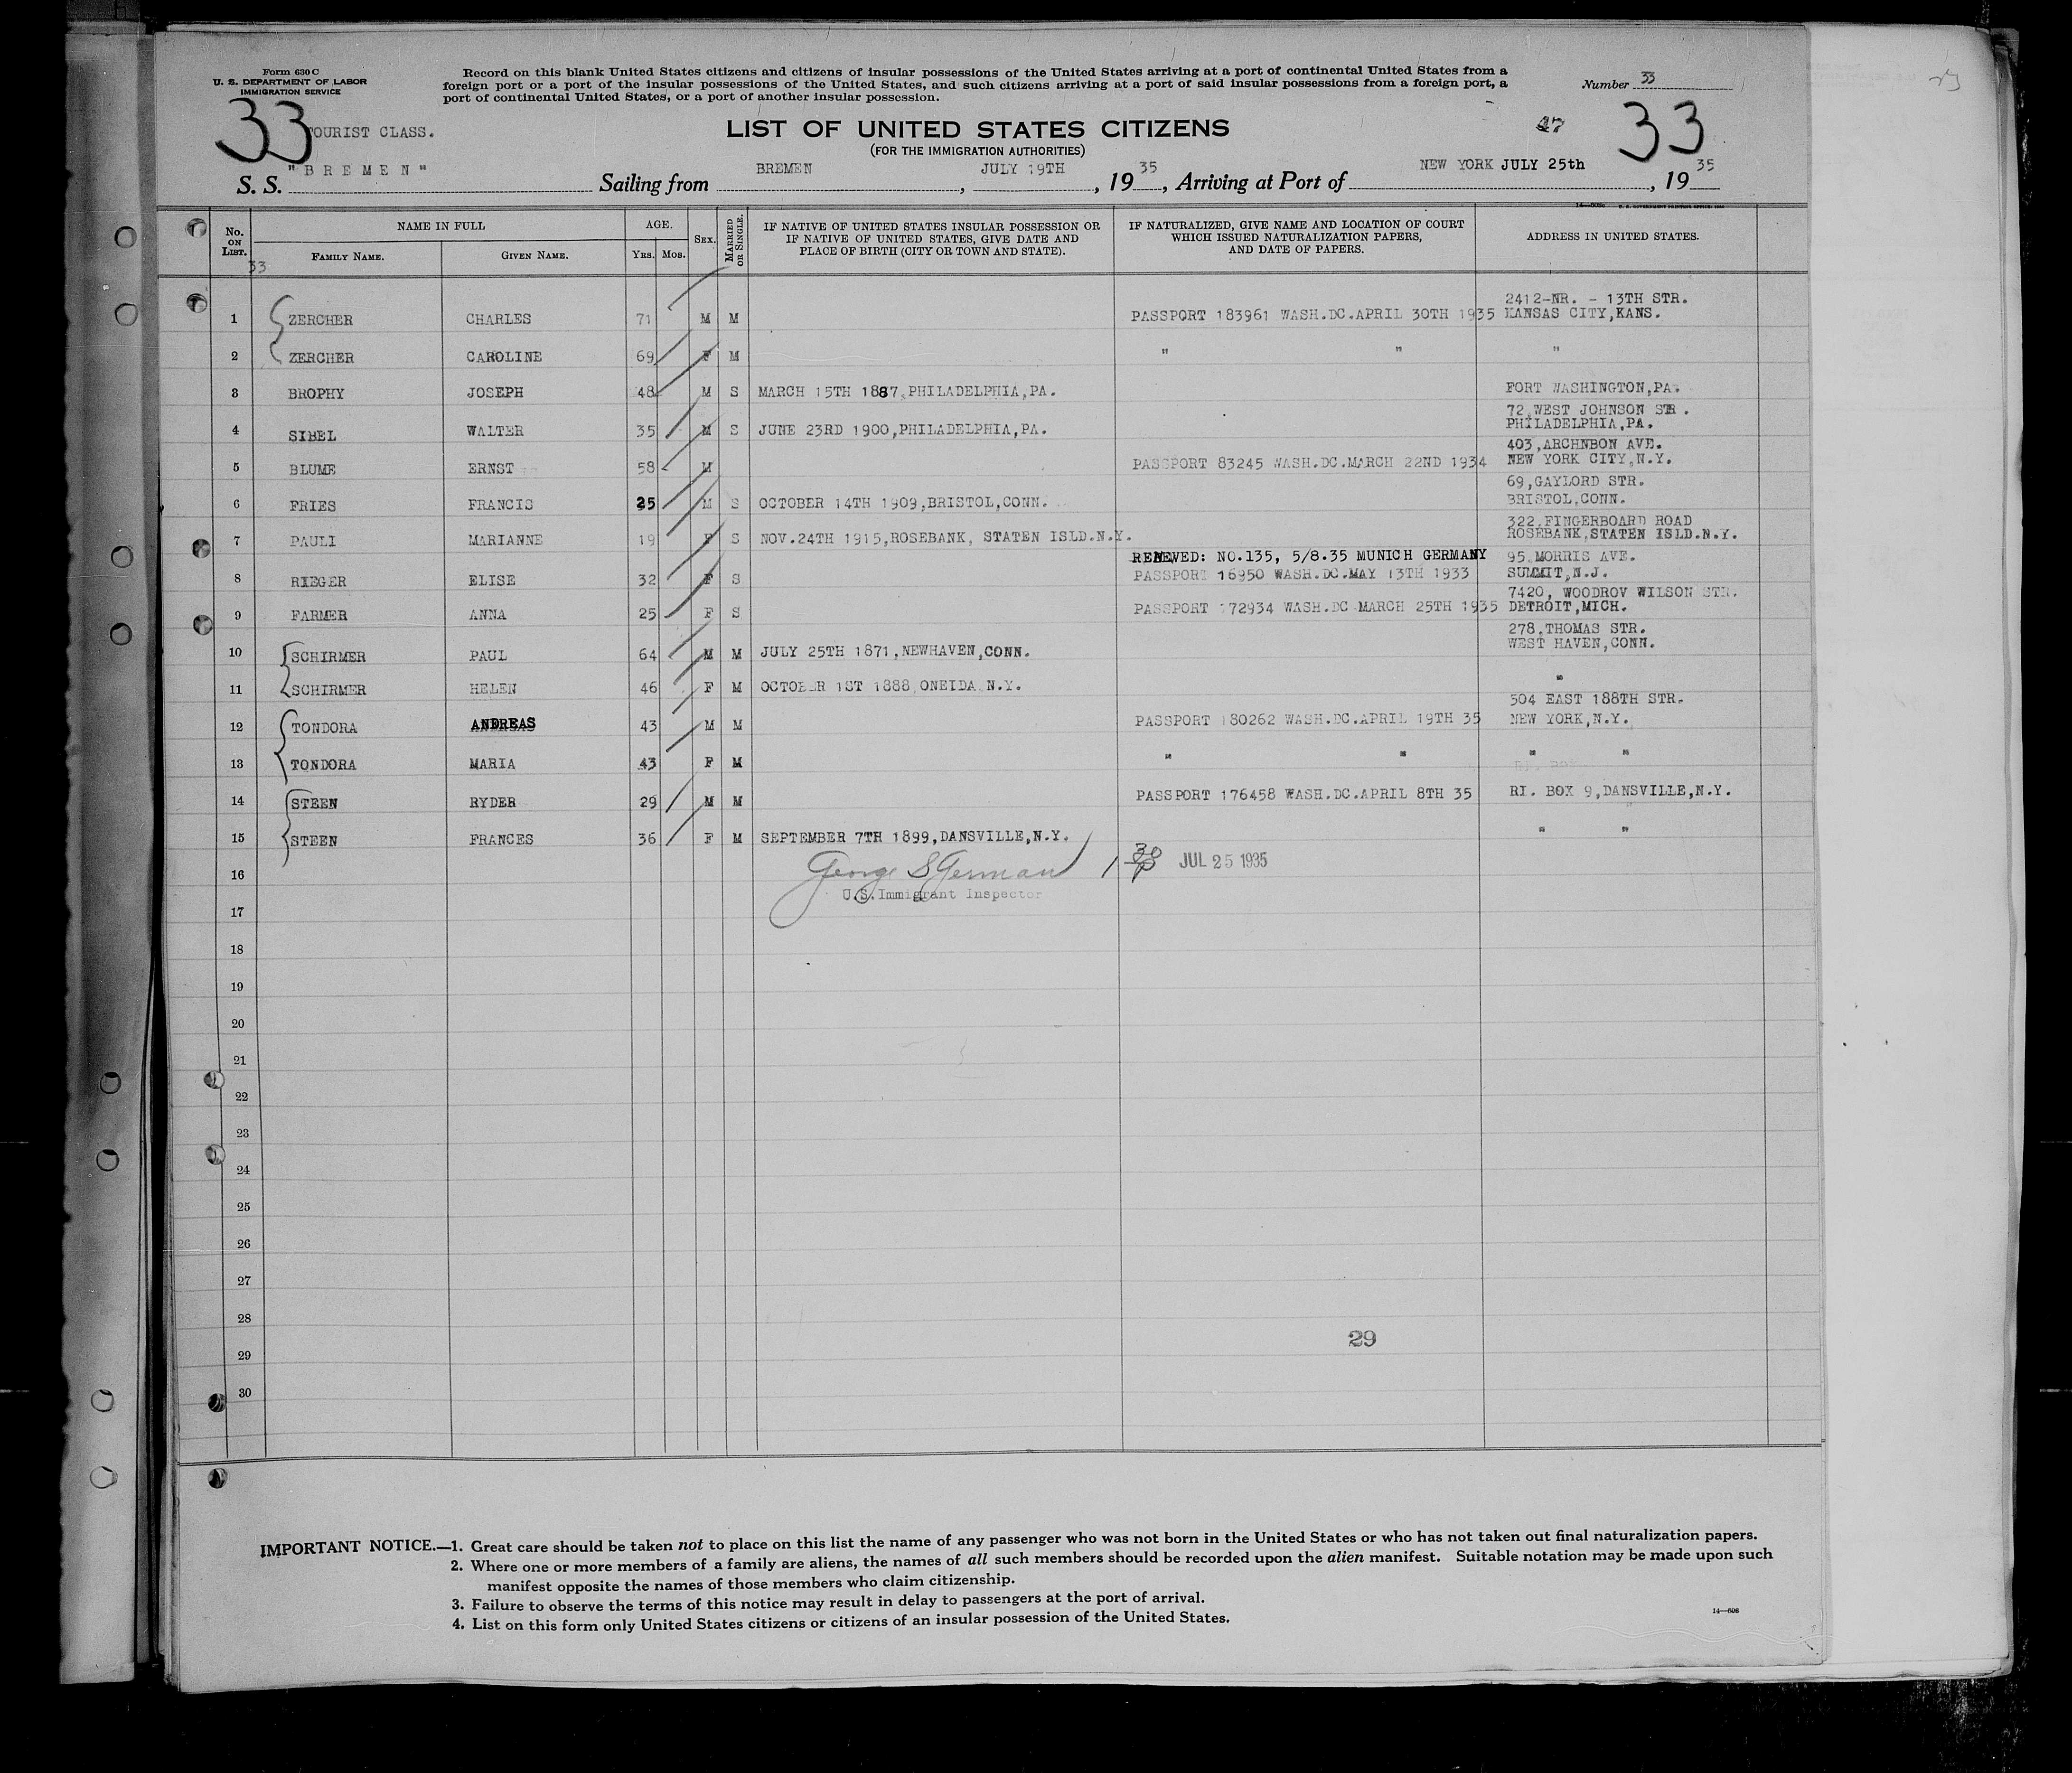 Form 630 C
U. S. DEPARTMENT OF LABOR
IMMIGRATION SERVICE
Record on this blank United States citizens and citizens of insular possessions of the United States arriving at a port of continental United States from a
foreign port or a port of the insular possessions of the United States, and such citizens arriving at a port of said insular possessions from a foreign port, a
port of continental United States, or a port of another insular possession.
Number 33
33 TOURIST CLASS.
LIST OF UNITED STATES CITIZENS
33
(FOR THE IMMIGRATION AUTHORITIES)
S. S. "BREMEN" Sailing from BREMEN, JULY 19TH, 1935, Arriving at Port of NEW YORK JULY 25th, 1935
No. ON LIST. NAME IN FULL AGE. SEX. MARRIED OR SINGLE. IF NATIVE OF UNITED STATES INSULAR POSSESSION OR IF NATIVE OF UNITED STATES, GIVE DATE AND PLACE OF BIRTH (CITY OR TOWN AND STATE). IF NATURALIZED, GIVE NAME AND LOCATION OF COURT WHICH ISSUED NATURALIZATION PAPERS, AND DATE OF PAPERS. ADDRESS IN UNITED STATES.
FAMILY NAME. GIVEN NAME. YRS. MOS.
33
2412-NR. - 13TH STR.
1 ZERCHER CHARLES 71 M M PASSPORT 183961 WASH.DC.APRIL 30TH 1935 KANSAS CITY,KANS.
2 ZERCHER CAROLINE 69 F M " " "
3 BROPHY JOSEPH 48 M S MARCH 15TH 1887,PHILADELPHIA,PA. FORT WASHINGTON,PA.
72,WEST JOHNSON STR.
4 SIBEL WALTER 35 M S JUNE 23RD 1900,PHILADELPHIA,PA. PHILADELPHIA,PA.
403,ARCHNBON AVE.
5 BLUME ERNST 58 M PASSPORT 83245 WASH.DC.MARCH 22ND 1934 NEW YORK CITY,N.Y.
69,GAYLORD STR.
6 FRIES FRANCIS 25 M S OCTOBER 14TH 1909,BRISTOL,CONN. BRISTOL,CONN.
322,FINGERBOARD ROAD
7 PAULI MARIANNE 19 F S NOV.24TH 1915,ROSEBANK, STATEN ISLD.N.Y. ROSEBANK,STATEN ISLD.N.Y.
RENEWED: NO.135, 5/8.35 MUNICH GERMANY 95,MORRIS AVE.
8 RIEGER ELISE 32 F S PASSPORT 16950 WASH.DC.MAY 13TH 1933 SUMMIT,N.J.
7420, WOODROV WILSON STR.
9 FARMER ANNA 25 F S PASSPORT 172934 WASH.DC MARCH 25TH 1935 DETROIT,MICH.
278,THOMAS STR.
10 SCHIRMER PAUL 64 M M JULY 25TH 1871,NEWHAVEN,CONN. WEST HAVEN,CONN.
11 SCHIRMER HELEN 46 F M OCTOBER 1ST 1888,ONEIDA N.Y. "
504 EAST 188TH STR.
12 TONDORA ANDREAS 43 M M PASSPORT 180262 WASH.DC.APRIL 19TH 35 NEW YORK,N.Y.
13 TONDORA MARIA 43 F M " " " "
14 STEEN RYDER 29 M M PASSPORT 176458 WASH.DC.APRIL 8TH 35 RI. BOX 9,DANSVILLE,N.Y.
15 STEEN FRANCES 36 F M SEPTEMBER 7TH 1899,DANSVILLE,N.Y. " "
16 George S German JUL 25 1935
U.S.Immigrant Inspector
17
18
19
20
21
22
23
24
25
26
27
28
29
29
30
IMPORTANT NOTICE.—1. Great care should be taken not to place on this list the name of any passenger who was not born in the United States or who has not taken out final naturalization papers.
2. Where one or more members of a family are aliens, the names of all such members should be recorded upon the alien manifest. Suitable notation may be made upon such
manifest opposite the names of those members who claim citizenship.
3. Failure to observe the terms of this notice may result in delay to passengers at the port of arrival.
4. List on this form only United States citizens or citizens of an insular possession of the United States.
14—608